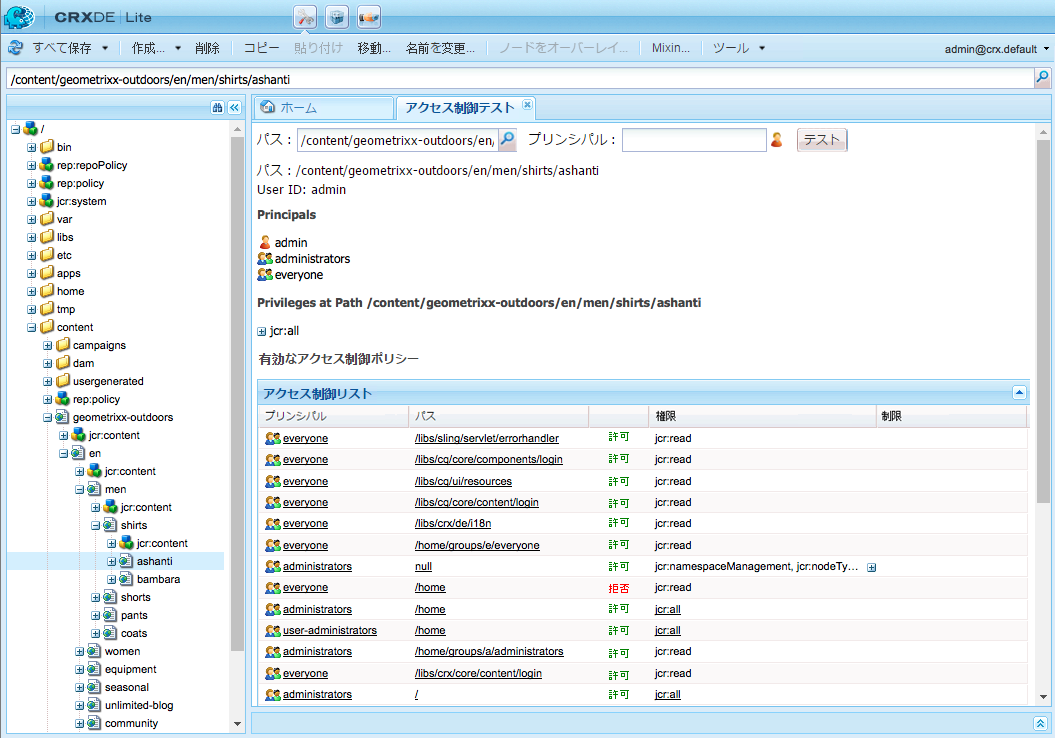 CRXDE | Lite
すべて保存 作成... 削除 コピー 貼り付け 移動... 名前を変更... ノードをオーバーレイ... Mixin... ツール admin@crx.default
/content/geometrixx-outdoors/en/men/shirts/ashanti
/
bin
rep:repoPolicy
rep:policy
jcr:system
var
libs
etc
apps
home
tmp
content
campaigns
dam
usergenerated
rep:policy
geometrixx-outdoors
jcr:content
en
jcr:content
men
jcr:content
shirts
jcr:content
ashanti
bambara
shorts
pants
coats
women
equipment
seasonal
unlimited-blog
community
ホーム アクセス制御テスト
パス： /content/geometrixx-outdoors/en, プリンシパル： テスト
パス：/content/geometrixx-outdoors/en/men/shirts/ashanti
User ID: admin
Principals
admin
administrators
everyone
Privileges at Path /content/geometrixx-outdoors/en/men/shirts/ashanti
jcr:all
有効なアクセス制御ポリシー
アクセス制御リスト
プリンシパル パス 権限 制限
everyone /libs/sling/servlet/errorhandler 許可 jcr:read
everyone /libs/cq/core/components/login 許可 jcr:read
everyone /libs/cq/ui/resources 許可 jcr:read
everyone /libs/cq/core/content/login 許可 jcr:read
everyone /libs/crx/de/i18n 許可 jcr:read
everyone /home/groups/e/everyone 許可 jcr:read
administrators null 許可 jcr:namespaceManagement, jcr:nodeTy...
everyone /home 拒否 jcr:read
administrators /home 許可 jcr:all
user-administrators /home 許可 jcr:all
administrators /home/groups/a/administrators 許可 jcr:read
everyone /libs/crx/core/content/login 許可 jcr:read
administrators / 許可 jcr:all